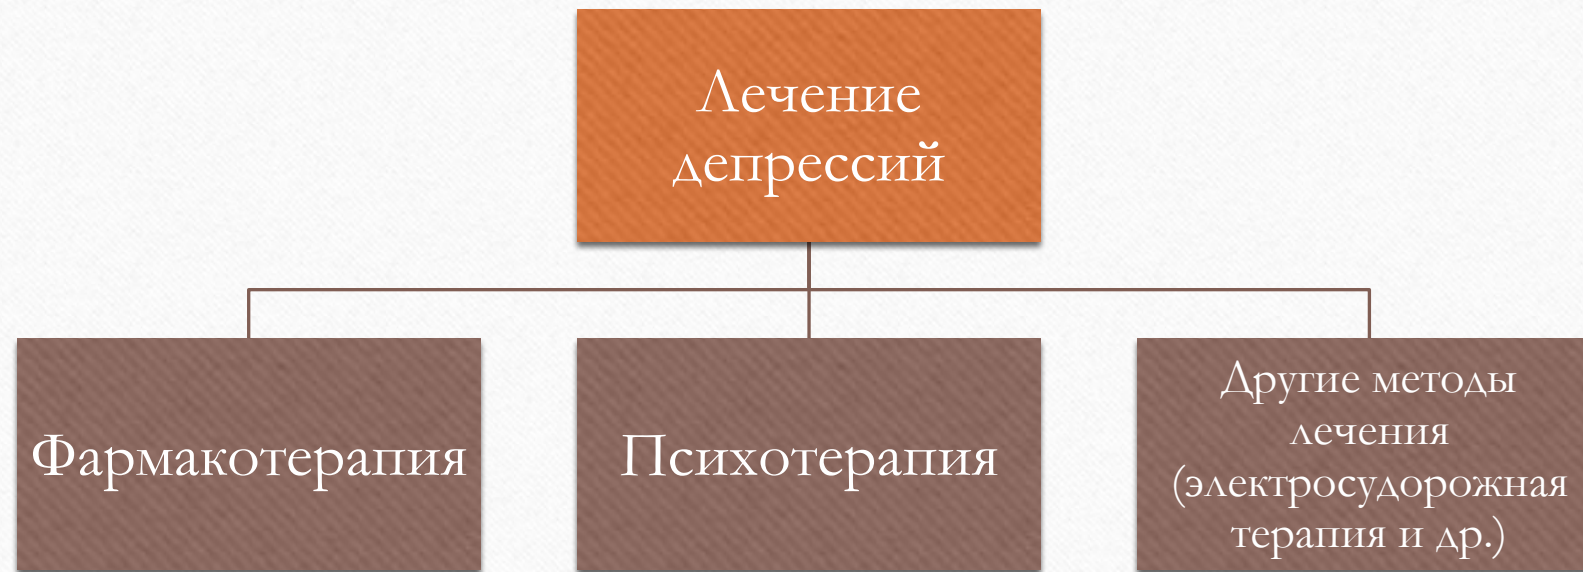 Лечение
депрессий
Фармакотерапия
Психотерапия
Другие методы
лечения
(электросудорожная
терапия и др.)